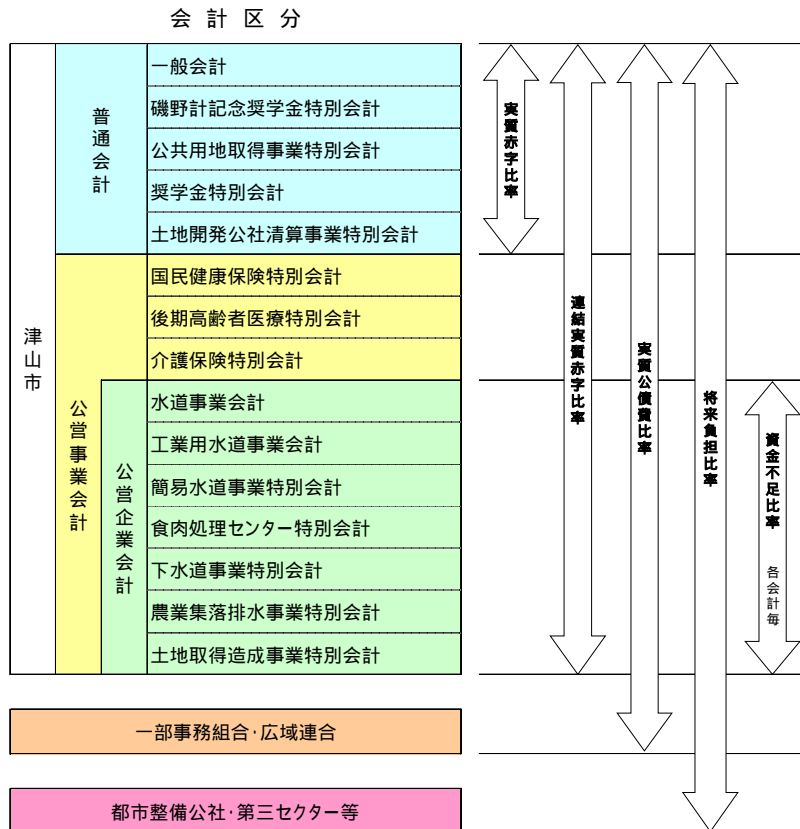 会計区分
津山市
普通会計
一般会計
磯野計記念奨学金特別会計
公共用地取得事業特別会計
奨学金特別会計
土地開発公社清算事業特別会計
公営事業会計
国民健康保険特別会計
後期高齢者医療特別会計
介護保険特別会計
公営企業会計
水道事業会計
工業用水道事業会計
簡易水道事業特別会計
食肉処理センター特別会計
下水道事業特別会計
農業集落排水事業特別会計
土地取得造成事業特別会計
一部事務組合・広域連合
都市整備公社・第三セクター等
実質赤字比率
連結実質赤字比率
実質公債費比率
将来負担比率
資金不足比率
各会計毎